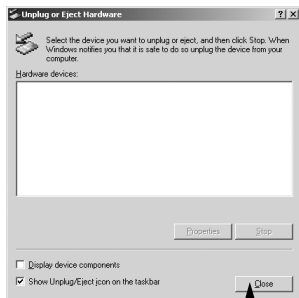 Unplug or Eject Hardware
Select the device you want to unplug or eject, and then click Stop. When
Windows notifies you that it is safe to do so unplug the device from your
computer.
Hardware devices:
Properties Stop
Display device components
Show Unplug/Eject icon on the taskbar
Close